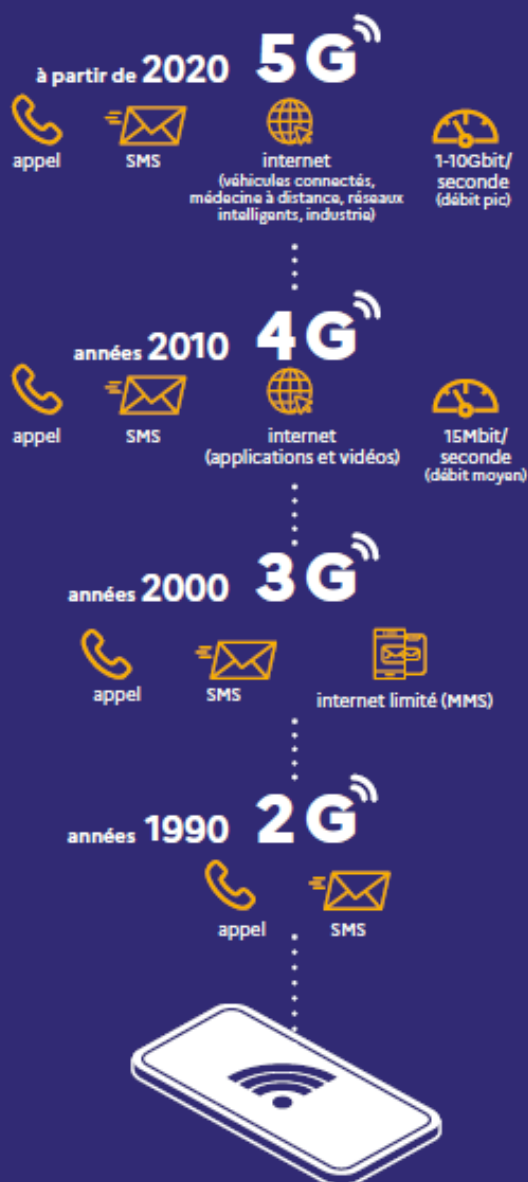 à partir de 2020 5G
appel
SMS
internet
(véhicules connectés,
médecine à distance, réseaux
intelligents, industrie)
1-10Gbit/
seconde
(débit pic)
années 2010 4G
appel
SMS
internet
(applications et vidéos)
15Mbit/
seconde
(débit moyen)
années 2000 3G
appel
SMS
internet limité (MMS)
années 1990 2G
appel
SMS